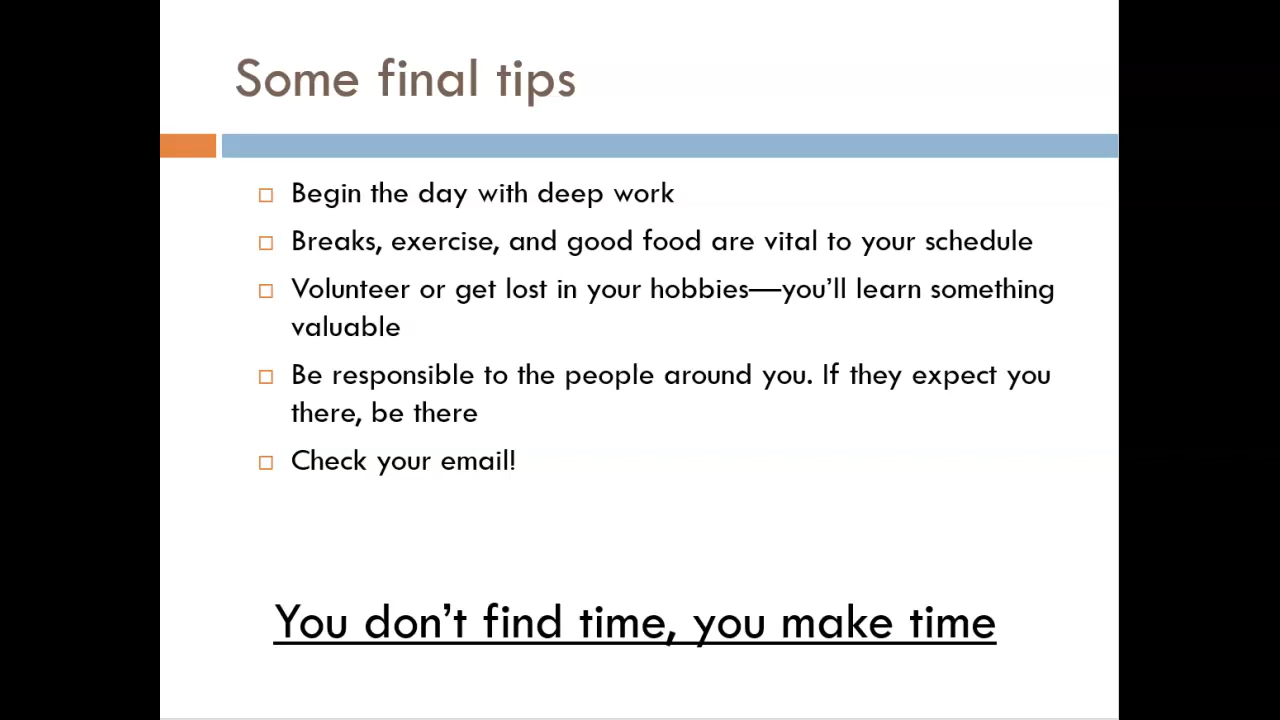 Some final tips
Begin the day with deep work
Breaks, exercise, and good food are vital to your schedule
Volunteer or get lost in your hobbies—you’ll learn something
valuable
Be responsible to the people around you. If they expect you
there, be there
Check your email!
You don’t find time, you make time